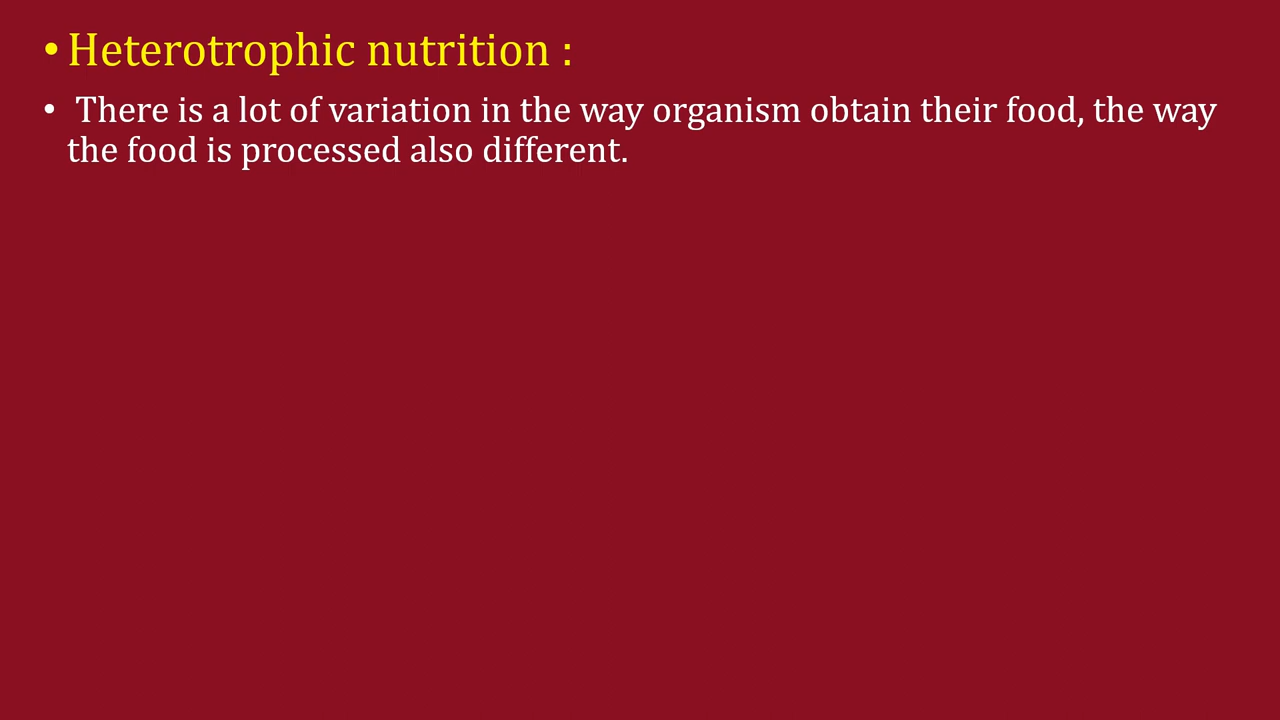 • Heterotrophic nutrition :
• There is a lot of variation in the way organism obtain their food, the way
the food is processed also different.